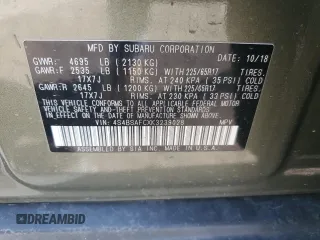 MFD BY SUBARU CORPORATION 10/18
GVWR: 4695 LB (2130 KG)
GAWR:F 2535 LB (1150 KG) WITH 225/65R17 TIRES,
17X7J RIMS, AT 240 KPA (35 PSI) COLD
GAWR:R 2645 LB (1200 KG) WITH 225/65R17 TIRES,
17X7J RIMS, AT 230 KPA (33 PSI) COLD
THIS VEHICLE CONFORMS TO ALL APPLICABLE FEDERAL MOTOR
VEHICLE SAFETY, BUMPER, AND THEFT PREVENTION STANDARDS
IN EFFECT ON THE DATE OF MANUFACTURE SHOWN ABOVE.
VIN: 4S4BSAFCXK3239028 MPV
ASSEMBLED BY SIA INC. MADE IN U.S.A.
DREAMBID